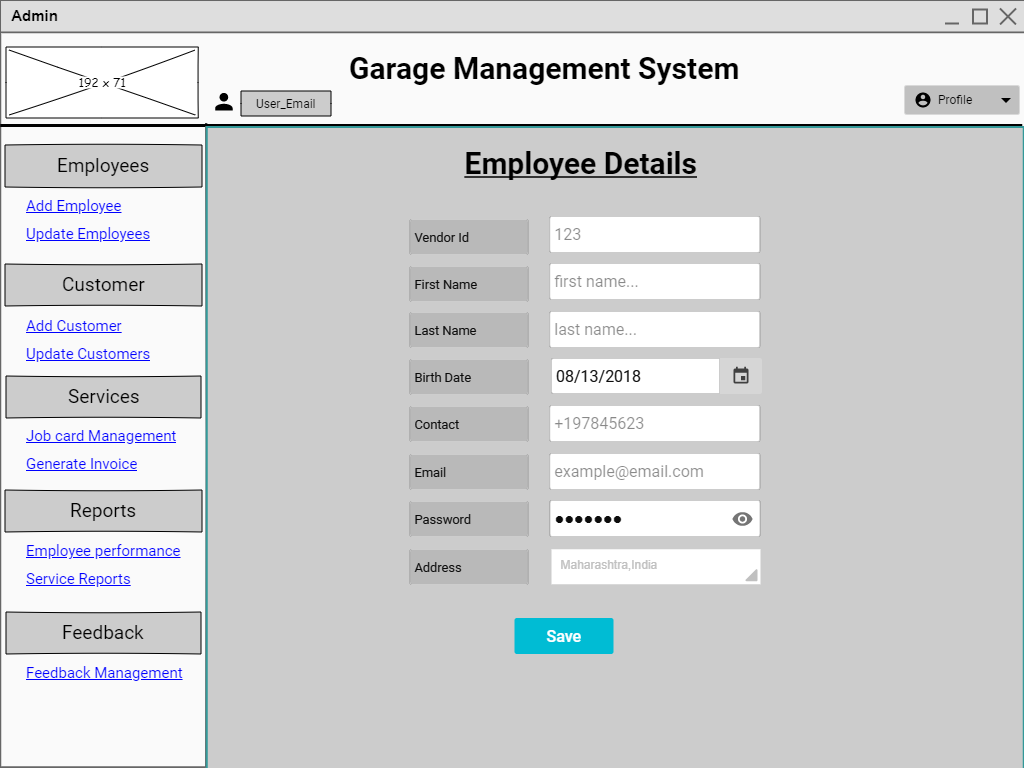 Admin
192 x 71
Garage Management System
User_Email
Profile
Employees
Add Employee
Update Employees
Customer
Add Customer
Update Customers
Services
Job card Management
Generate Invoice
Reports
Employee performance
Service Reports
Feedback
Feedback Management
Employee Details
Vendor Id 123
First Name first name...
Last Name last name...
Birth Date 08/13/2018
Contact +197845623
Email example@email.com
Password •••••••
Address Maharashtra,India
Save